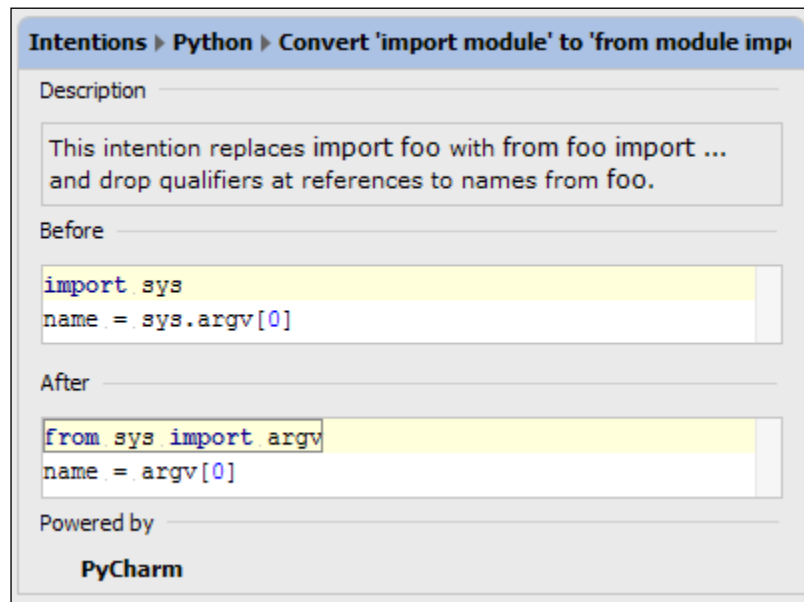 Intentions Python Convert 'import module' to 'from module impo
Description
This intention replaces import foo with from foo import ...
and drop qualifiers at references to names from foo.
Before
import sys
name = sys.argv[0]
After
from sys import argv
name = argv[0]
Powered by
PyCharm